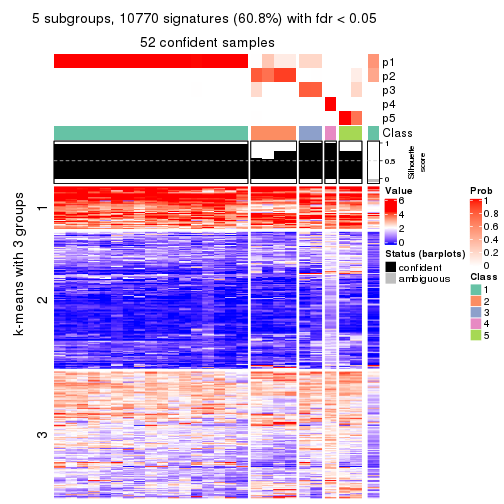 5 subgroups, 10770 signatures (60.8%) with fdr < 0.05
52 confident samples
p1
p2
p3
p4
p5
Class
1
0.5
0
Silhouette
score
k-means with 3 groups
1
2
3
Value
6
4
2
0
Status (barplots)
confident
ambiguous
Prob
1
0.8
0.6
0.4
0.2
0
Class
1
2
3
4
5